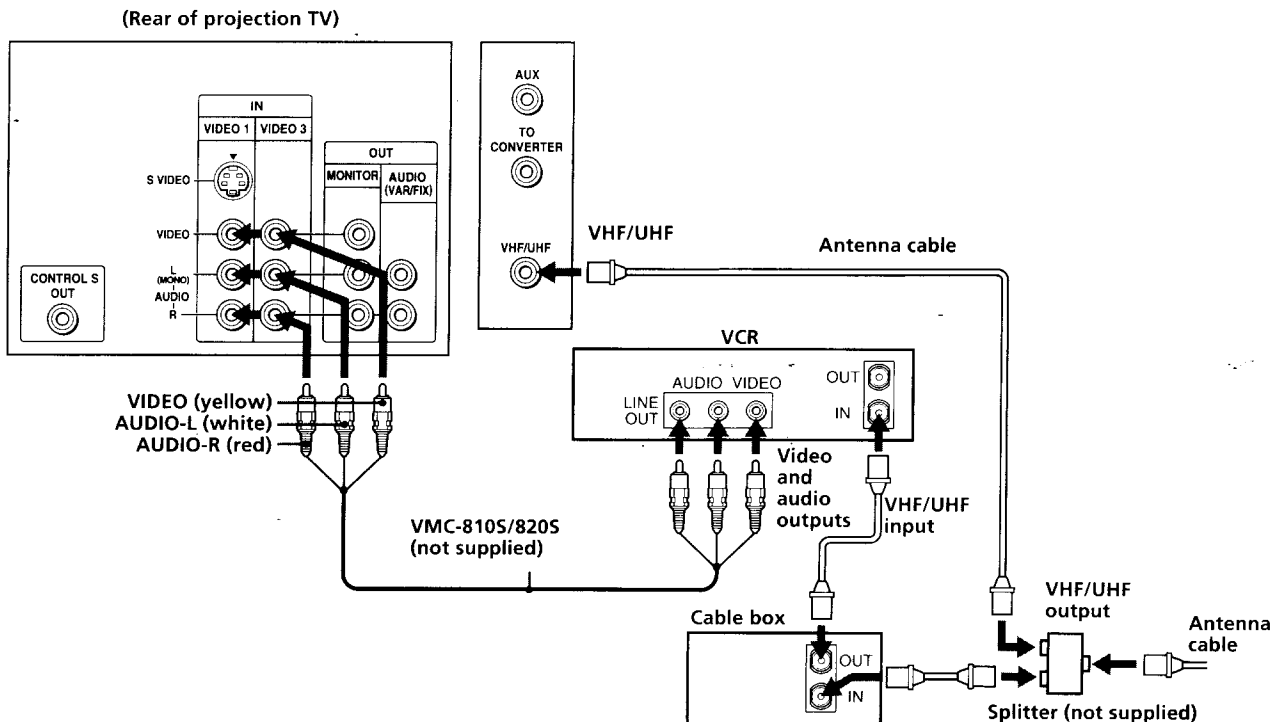 (Rear of projection TV)
IN
VIDEO 1 VIDEO 3
S VIDEO
VIDEO
L
(MONO)
AUDIO
R
OUT
MONITOR
AUDIO
(VAR/FIX)
CONTROL S
OUT
AUX
TO
CONVERTER
VHF/UHF
VHF/UHF
Antenna cable
VCR
AUDIO VIDEO
LINE
OUT
OUT
IN
VIDEO (yellow)
AUDIO-L (white)
AUDIO-R (red)
Video
and
audio
outputs
VHF/UHF
input
VMC-810S/820S
(not supplied)
Cable box
OUT
IN
VHF/UHF
output
Antenna
cable
Splitter (not supplied)